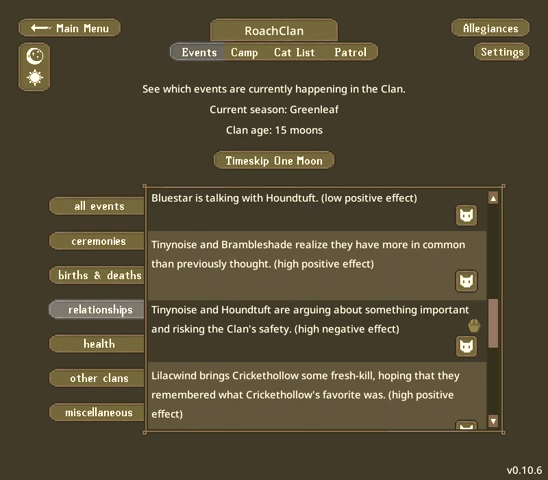 Main Menu
RoachClan
Allegiances
Events
Camp
Cat List
Patrol
Settings
See which events are currently happening in the Clan.
Current season: Greenleaf
Clan age: 15 moons
Timeskip One Moon
all events
ceremonies
births & deaths
relationships
health
other clans
miscellaneous
Bluestar is talking with Houndtuft. (low positive effect)
Tinynoise and Brambleshade realize they have more in common
than previously thought. (high positive effect)
Tinynoise and Houndtuft are arguing about something important
and risking the Clan's safety. (high negative effect)
Lilacwind brings Crickethollow some fresh-kill, hoping that they
remembered what Crickethollow's favorite was. (high positive
effect)
v0.10.6